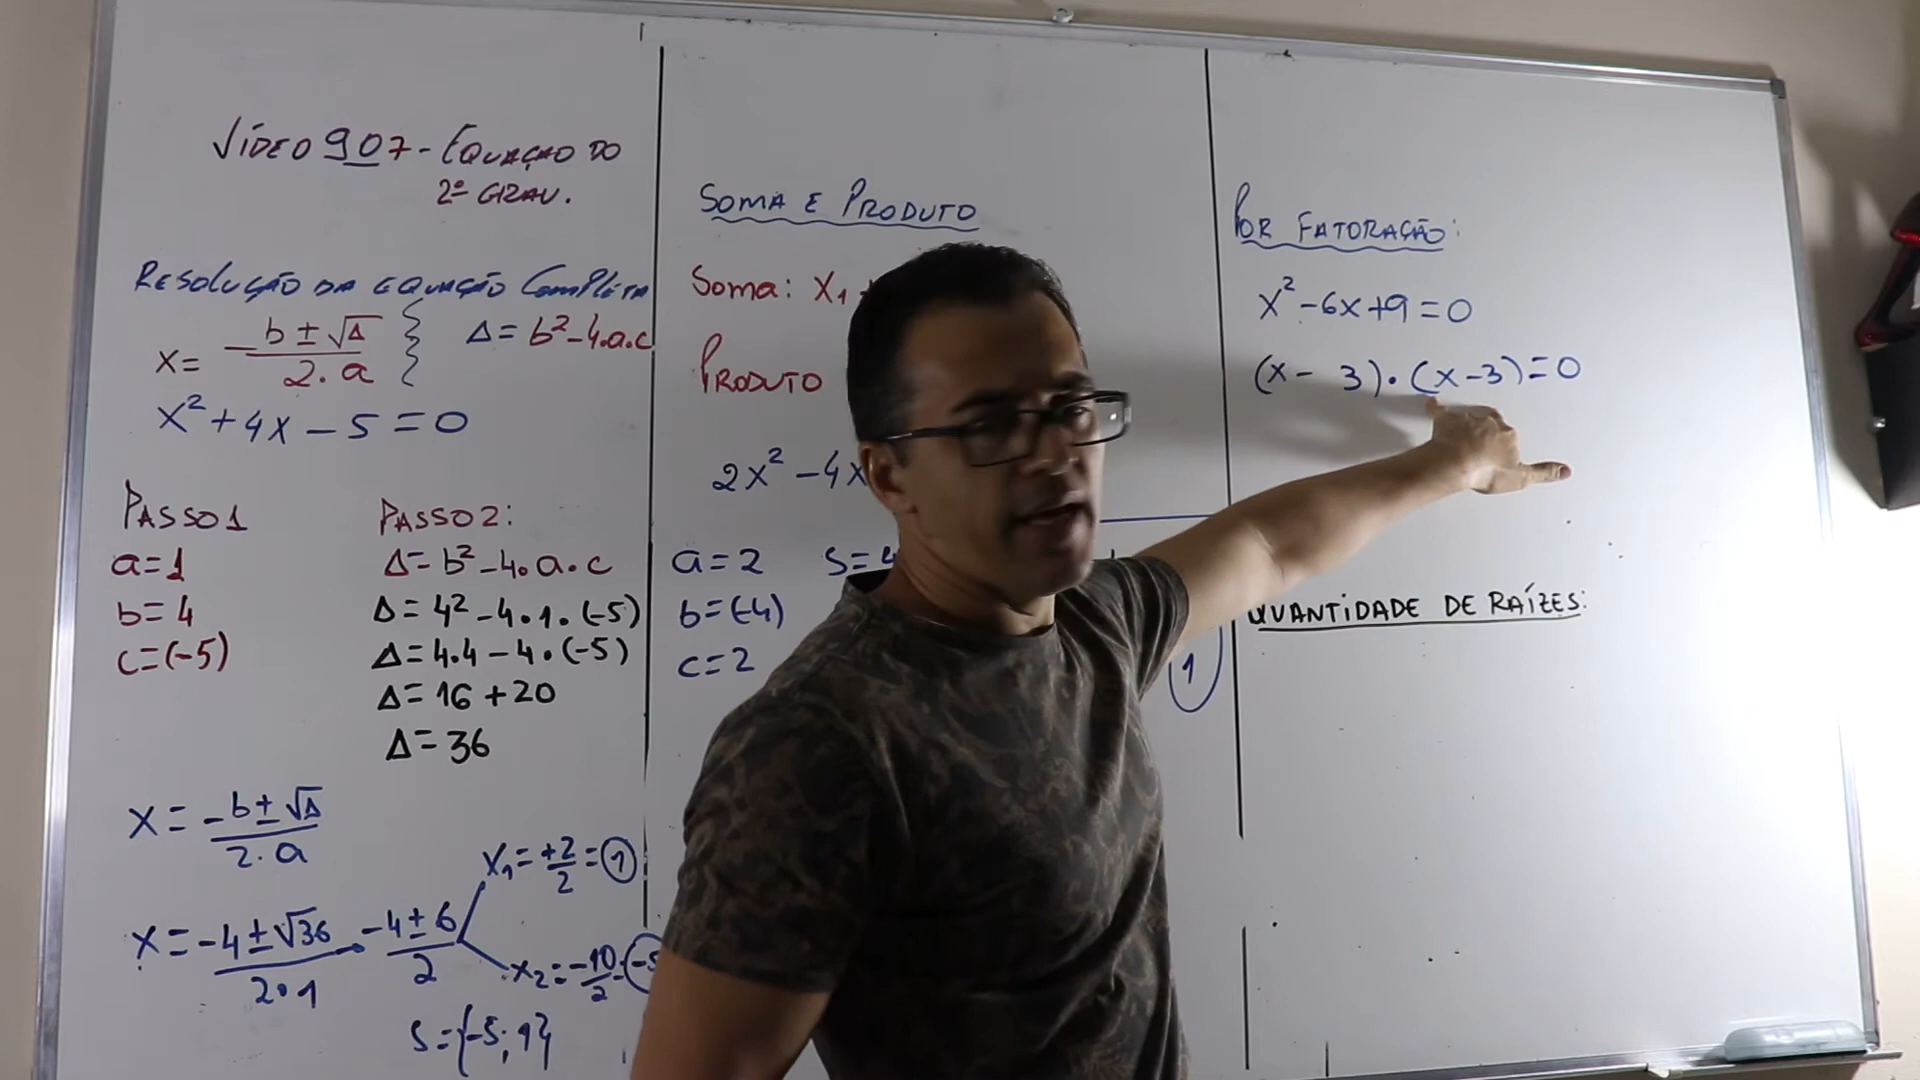 VÍDEO 907 - EQUAÇÃO DO
2º GRAU.
RESOLUÇÃO DA EQUAÇÃO COMPLETA
x = -b ± √Δ / 2.a { Δ = b² - 4.a.c
x² + 4x - 5 = 0
PASSO 1
a = 1
b = 4
c = (-5)
PASSO 2:
Δ = b² - 4.a.c
Δ = 4² - 4.1.(-5)
Δ = 4.4 - 4.(-5)
Δ = 16 + 20
Δ = 36
x = -b ± √Δ / 2.a
x = -4 ± √36 / 2.1 -4 ± 6 / 2
x₁ = +2/2 = 1
x₂ = -10/2 = -5
S = {-5; 1}
SOMA E PRODUTO
SOMA: x₁
PRODUTO
2x² - 4x
a = 2 S = 4
b = (-4)
c = 2
1
POR FATORAÇÃO:
x² - 6x + 9 = 0
(x - 3).(x - 3) = 0
QUANTIDADE DE RAÍZES: